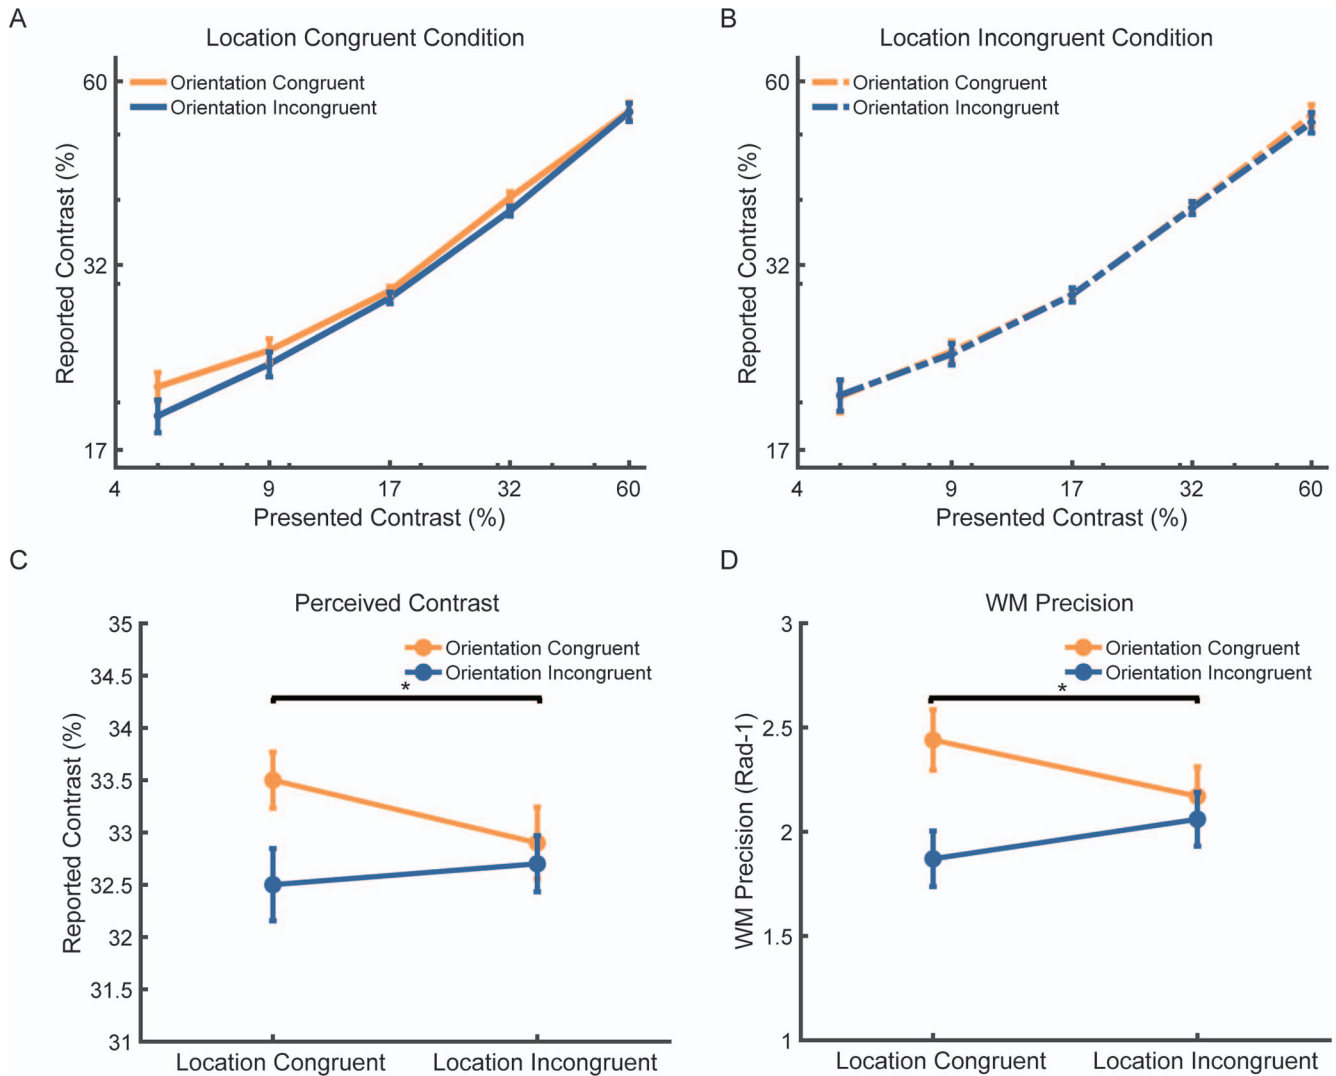 A
Location Congruent Condition
Orientation Congruent
Orientation Incongruent
60
32
17
Reported Contrast (%)
4
9
17
32
60
Presented Contrast (%)
B
Location Incongruent Condition
Orientation Congruent
Orientation Incongruent
60
32
17
Reported Contrast (%)
4
9
17
32
60
Presented Contrast (%)
C
Perceived Contrast
Orientation Congruent
Orientation Incongruent
*
35
34.5
34
33.5
33
32.5
32
31.5
31
Reported Contrast (%)
Location Congruent
Location Incongruent
D
WM Precision
Orientation Congruent
Orientation Incongruent
*
3
2.5
2
1.5
1
WM Precision (Rad-1)
Location Congruent
Location Incongruent